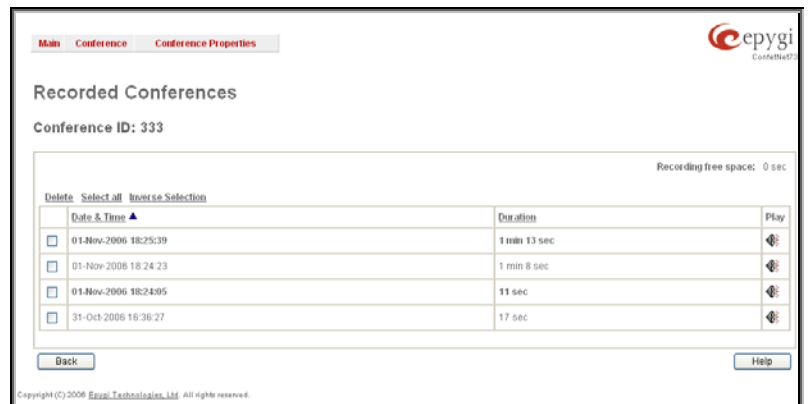 Main Conference Conference Properties
epygi
ConfetNet73
Recorded Conferences
Conference ID: 333
Recording free space: 0 sec
Delete Select all Inverse Selection
Date & Time Duration Play
01-Nov-2006 18:25:39 1 min 13 sec
01-Nov-2006 18:24:23 1 min 8 sec
01-Nov-2006 18:24:05 11 sec
31-Oct-2006 16:36:27 17 sec
Back Help
Copyright (C) 2006 Epygi Technologies, Ltd. All rights reserved.